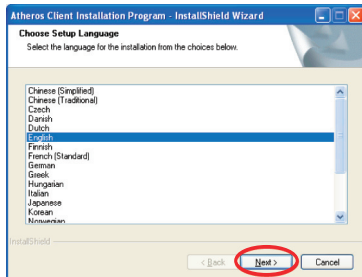 Atheros Client Installation Program - InstallShield Wizard
Choose Setup Language
Select the language for the installation from the choices below.
Chinese (Simplified)
Chinese (Traditional)
Czech
Danish
Dutch
English
Finnish
French (Standard)
German
Greek
Hungarian
Italian
Japanese
Korean
Norwegian
InstallShield
< Back
Next >
Cancel